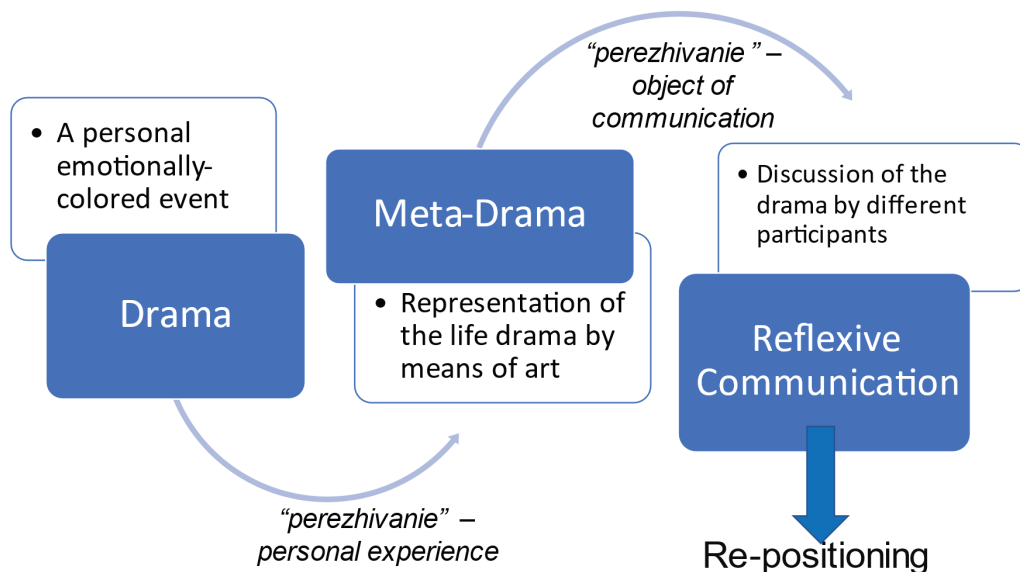 • A personal
emotionally-
colored event
Drama
“perezhivanie” –
personal experience
Meta-Drama
• Representation of
the life drama by
means of art
“perezhivanie ” –
object of
communication
• Discussion of the
drama by different
participants
Reflexive
Communication
Re-positioning